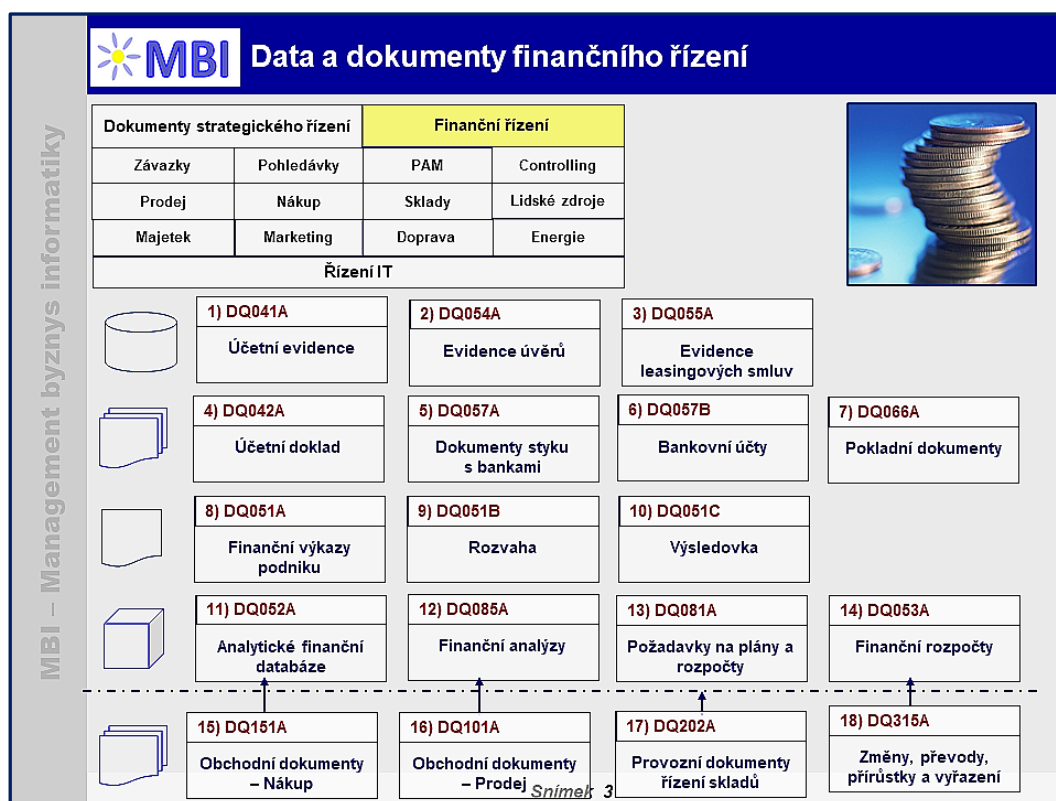 MBI – Management byznys informatiky
MBI
Data a dokumenty finančního řízení
Dokumenty strategického řízení
Finanční řízení
Závazky
Pohledávky
PAM
Controlling
Prodej
Nákup
Sklady
Lidské zdroje
Majetek
Marketing
Doprava
Energie
Řízení IT
1) DQ041A
Účetní evidence
2) DQ054A
Evidence úvěrů
3) DQ055A
Evidence
leasingových smluv
4) DQ042A
Účetní doklad
5) DQ057A
Dokumenty styku
s bankami
6) DQ057B
Bankovní účty
7) DQ066A
Pokladní dokumenty
8) DQ051A
Finanční výkazy
podniku
9) DQ051B
Rozvaha
10) DQ051C
Výsledovka
11) DQ052A
Analytické finanční
databáze
12) DQ085A
Finanční analýzy
13) DQ081A
Požadavky na plány a
rozpočty
14) DQ053A
Finanční rozpočty
15) DQ151A
Obchodní dokumenty
– Nákup
16) DQ101A
Obchodní dokumenty
– Prodej
17) DQ202A
Provozní dokumenty
řízení skladů
18) DQ315A
Změny, převody,
přírůstky a vyřazení
Snímek 3